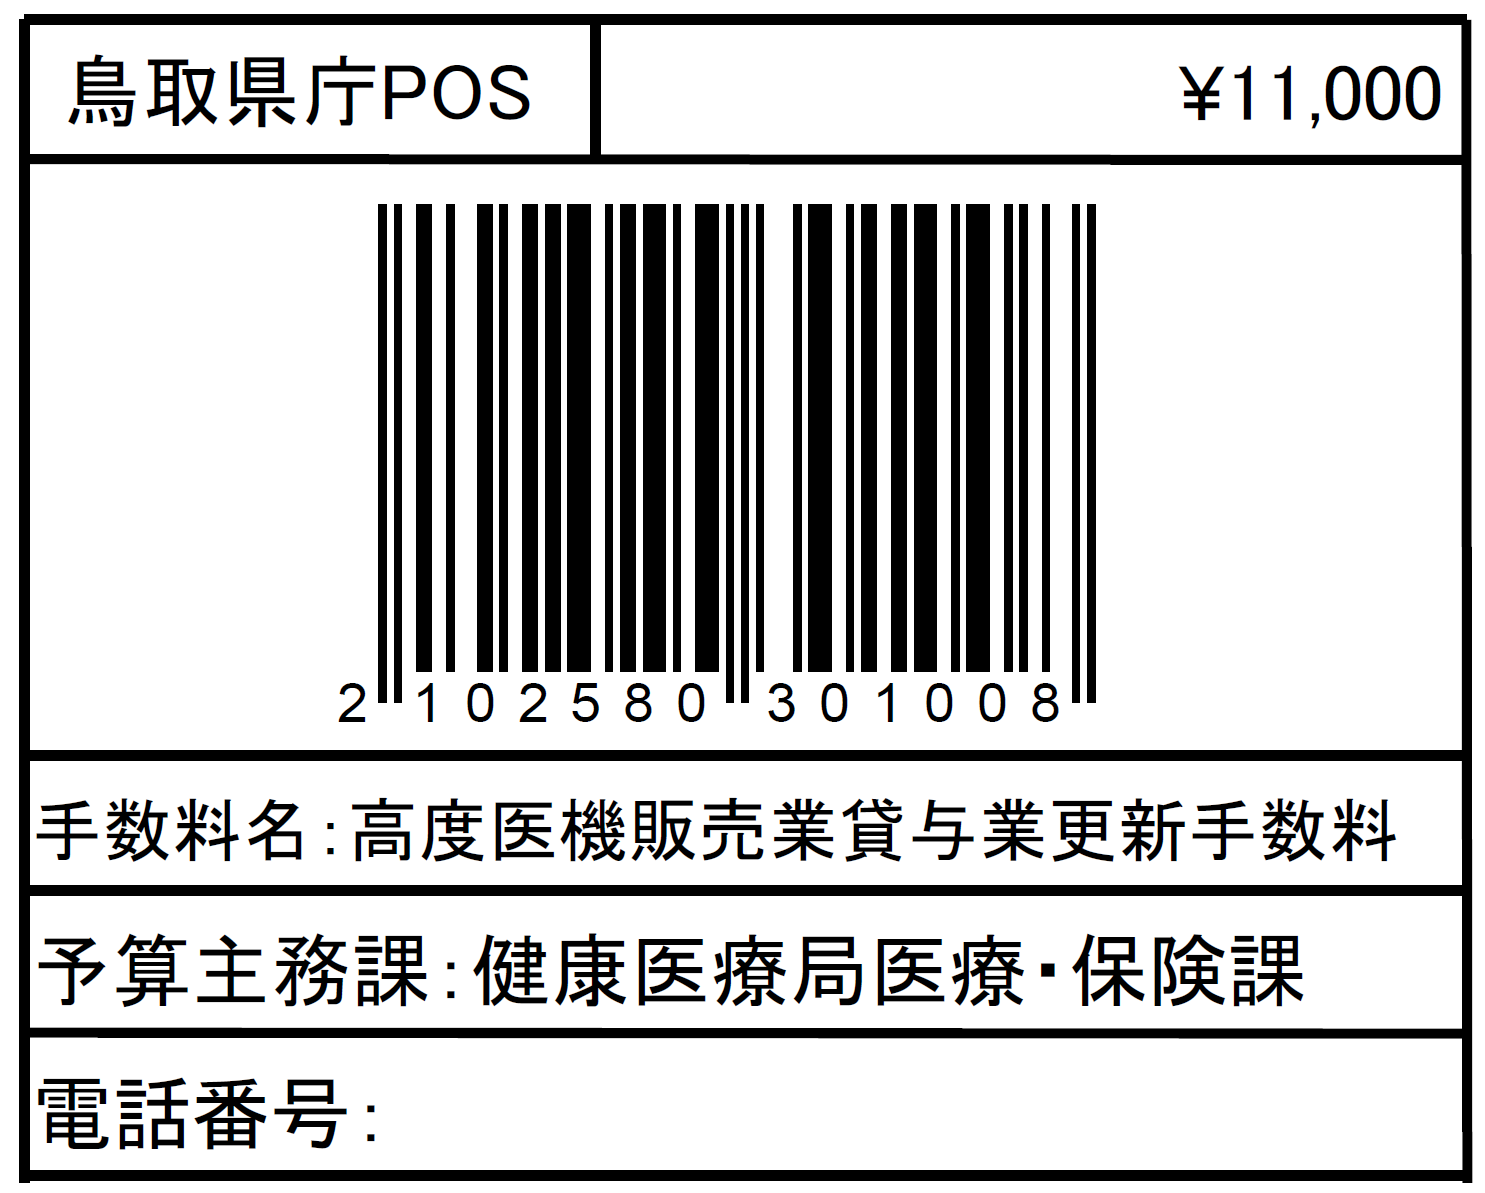 鳥取県庁POS ¥11,000
2 102580 301008
手数料名：高度医機販売業貸与業更新手数料
予算主務課：健康医療局医療・保険課
電話番号：